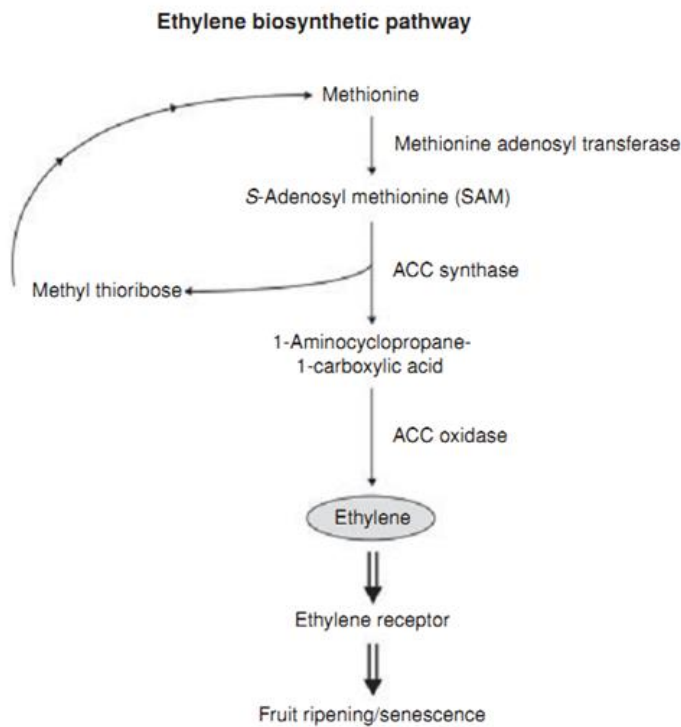 Ethylene biosynthetic pathway
Methionine
Methionine adenosyl transferase
S-Adenosyl methionine (SAM)
ACC synthase
Methyl thioribose
1-Aminocyclopropane-
1-carboxylic acid
ACC oxidase
Ethylene
Ethylene receptor
Fruit ripening/senescence